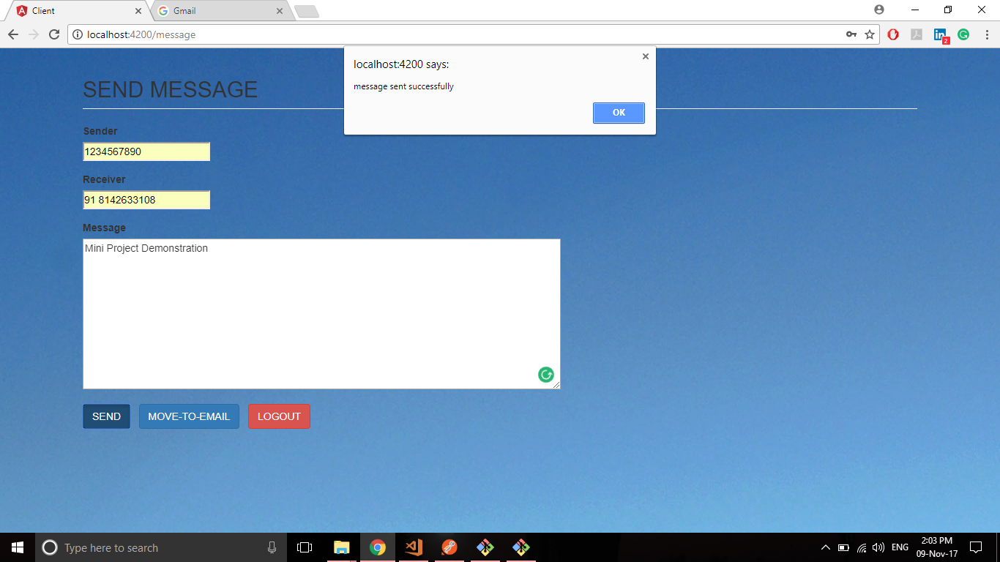 Client
Gmail
localhost:4200/message
2
localhost:4200 says:
message sent successfully
OK
SEND MESSAGE
Sender
1234567890
Receiver
91 8142633108
Message
Mini Project Demonstration
SEND
MOVE-TO-EMAIL
LOGOUT
Type here to search
ENG
2:03 PM
09-Nov-17